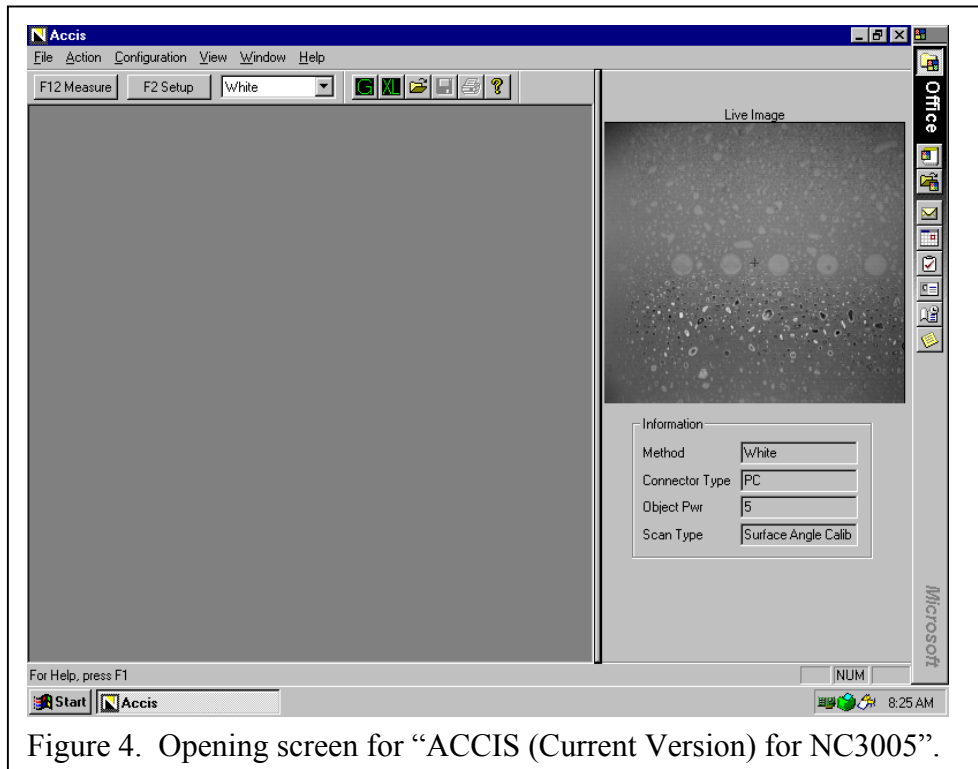 Accis
File Action Configuration View Window Help
F12 Measure F2 Setup White G XL ?
Office
Live Image
Information
Method White
Connector Type PC
Object Pwr 5
Scan Type Surface Angle Calib
Microsoft
For Help, press F1 NUM
Start Accis 8:25 AM
Figure 4. Opening screen for “ACCIS (Current Version) for NC3005”.